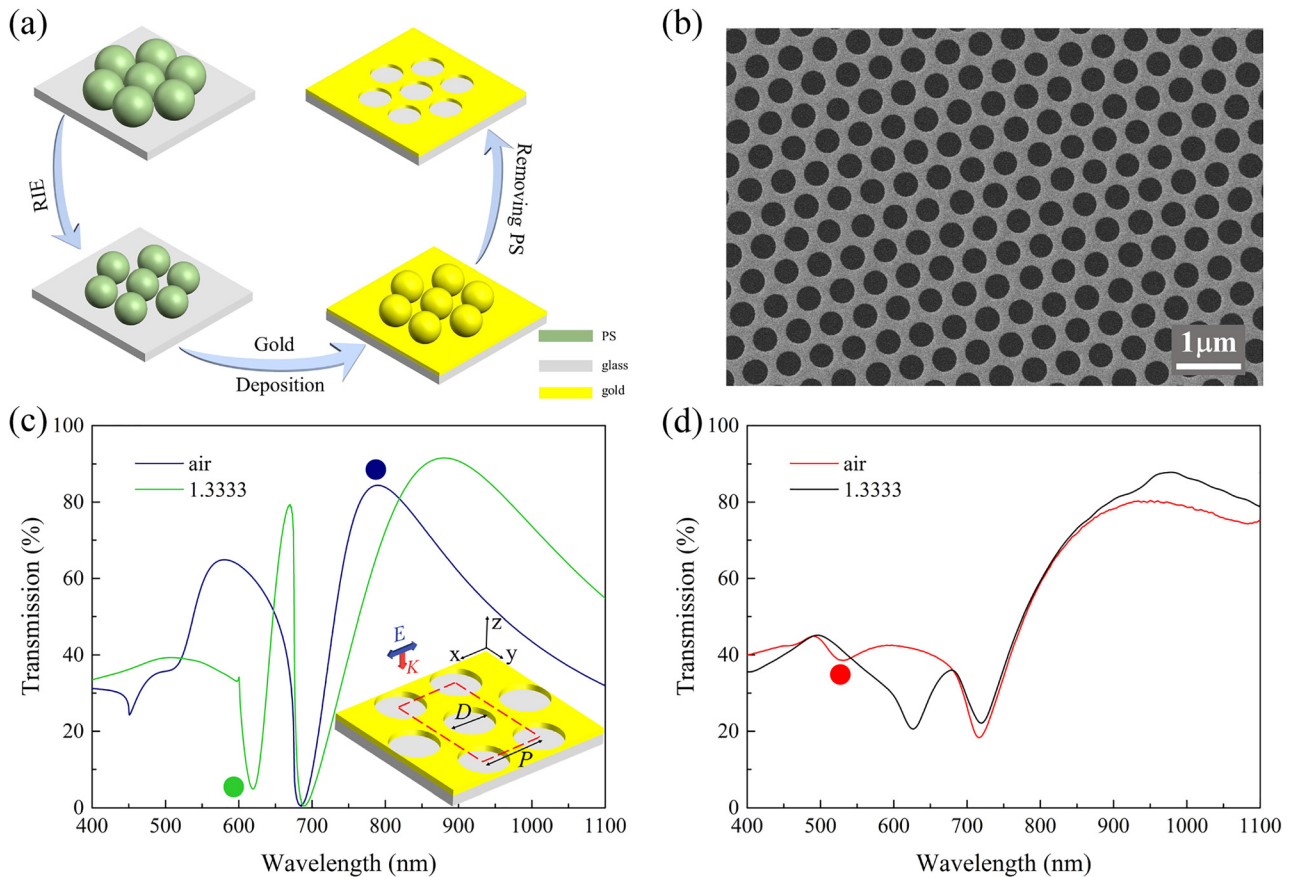 (a)
RIE
Gold
Deposition
Removing PS
PS
glass
gold
(b)
1μm
(c)
100
80
60
40
20
0
400
500
600
700
800
900
1000
1100
Transmission (%)
Wavelength (nm)
air
1.3333
E
K
x
z
y
D
P
(d)
100
80
60
40
20
0
400
500
600
700
800
900
1000
1100
Transmission (%)
Wavelength (nm)
air
1.3333